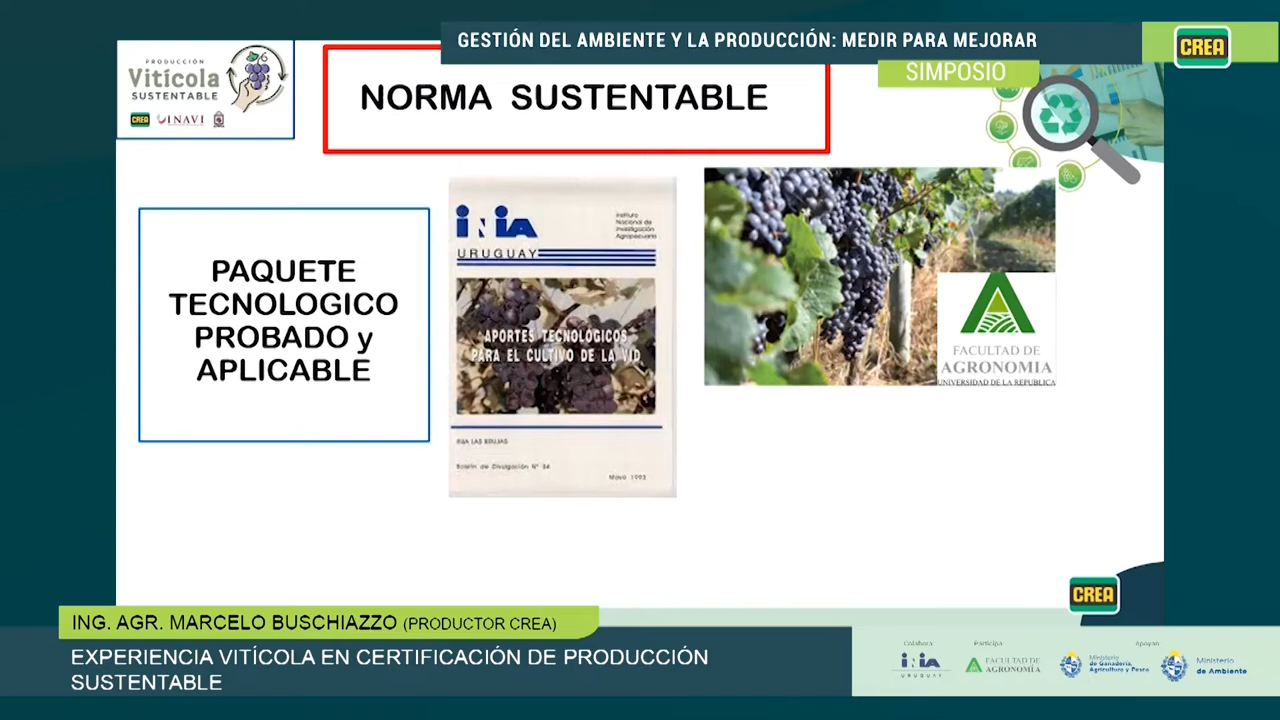 GESTIÓN DEL AMBIENTE Y LA PRODUCCIÓN: MEDIR PARA MEJORAR
CREA
SIMPOSIO
PRODUCCIÓN
Vitícola
SUSTENTABLE
CREA
INAVI
NORMA SUSTENTABLE
PAQUETE
TECNOLOGICO
PROBADO y
APLICABLE
INIA
Instituto
Nacional de
Investigación
Agropecuaria
URUGUAY
APORTES TECNOLÓGICOS
PARA EL CULTIVO DE LA VID
INIA LAS BRUJAS
Boletín de Divulgación Nº 34
Mayo 1993
FACULTAD DE
AGRONOMIA
UNIVERSIDAD DE LA REPUBLICA
CREA
ING. AGR. MARCELO BUSCHIAZZO (PRODUCTOR CREA)
EXPERIENCIA VITÍCOLA EN CERTIFICACIÓN DE PRODUCCIÓN
SUSTENTABLE
Colabora
Participa
Apoyan
INIA
URUGUAY
FACULTAD DE
AGRONOMÍA
Ministerio
de Ganadería,
Agricultura y Pesca
Ministerio
de Ambiente